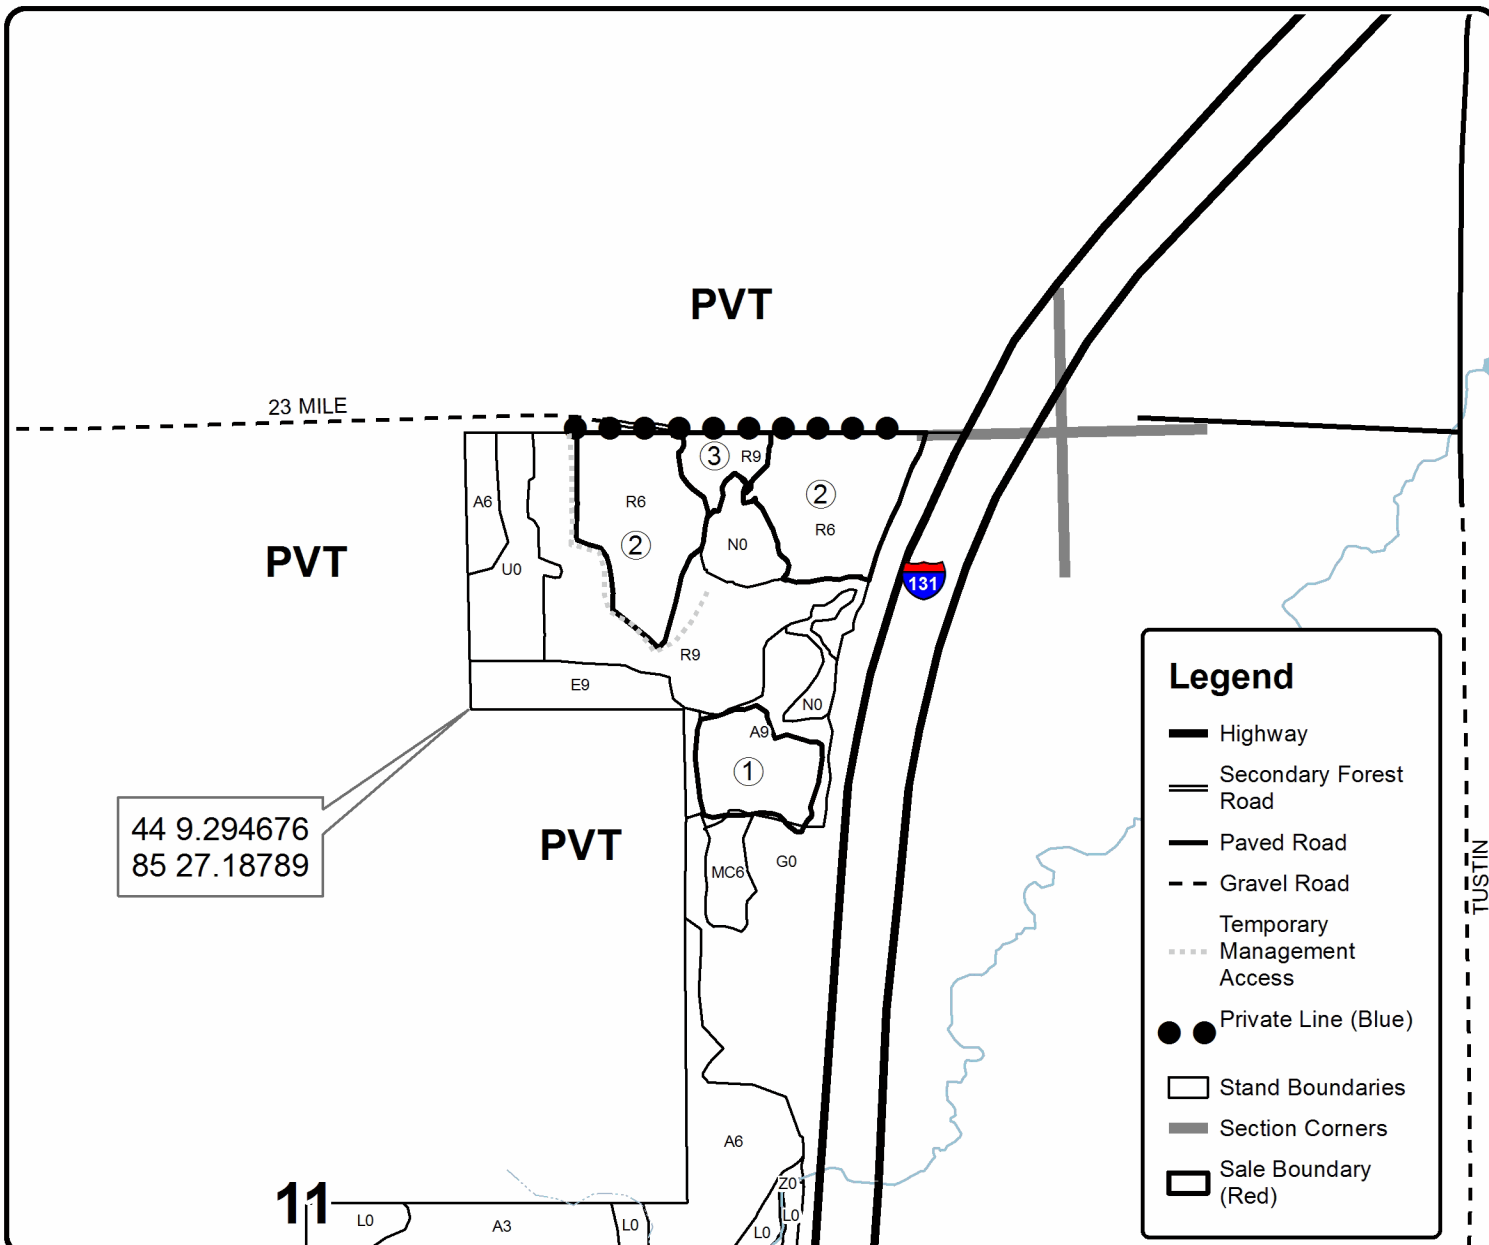 PVT
23 MILE
3
R9
A6
R6
2
R6
2
N0
PVT
U0
131
R9
E9
N0
A9
1
44 9.294676
85 27.18789
PVT
MC6
G0
A6
11
L0
A3
L0
Z0
L0
L0
TUSTIN
Legend
Highway
Secondary Forest
Road
Paved Road
Gravel Road
Temporary
Management
Access
Private Line (Blue)
Stand Boundaries
Section Corners
Sale Boundary
(Red)